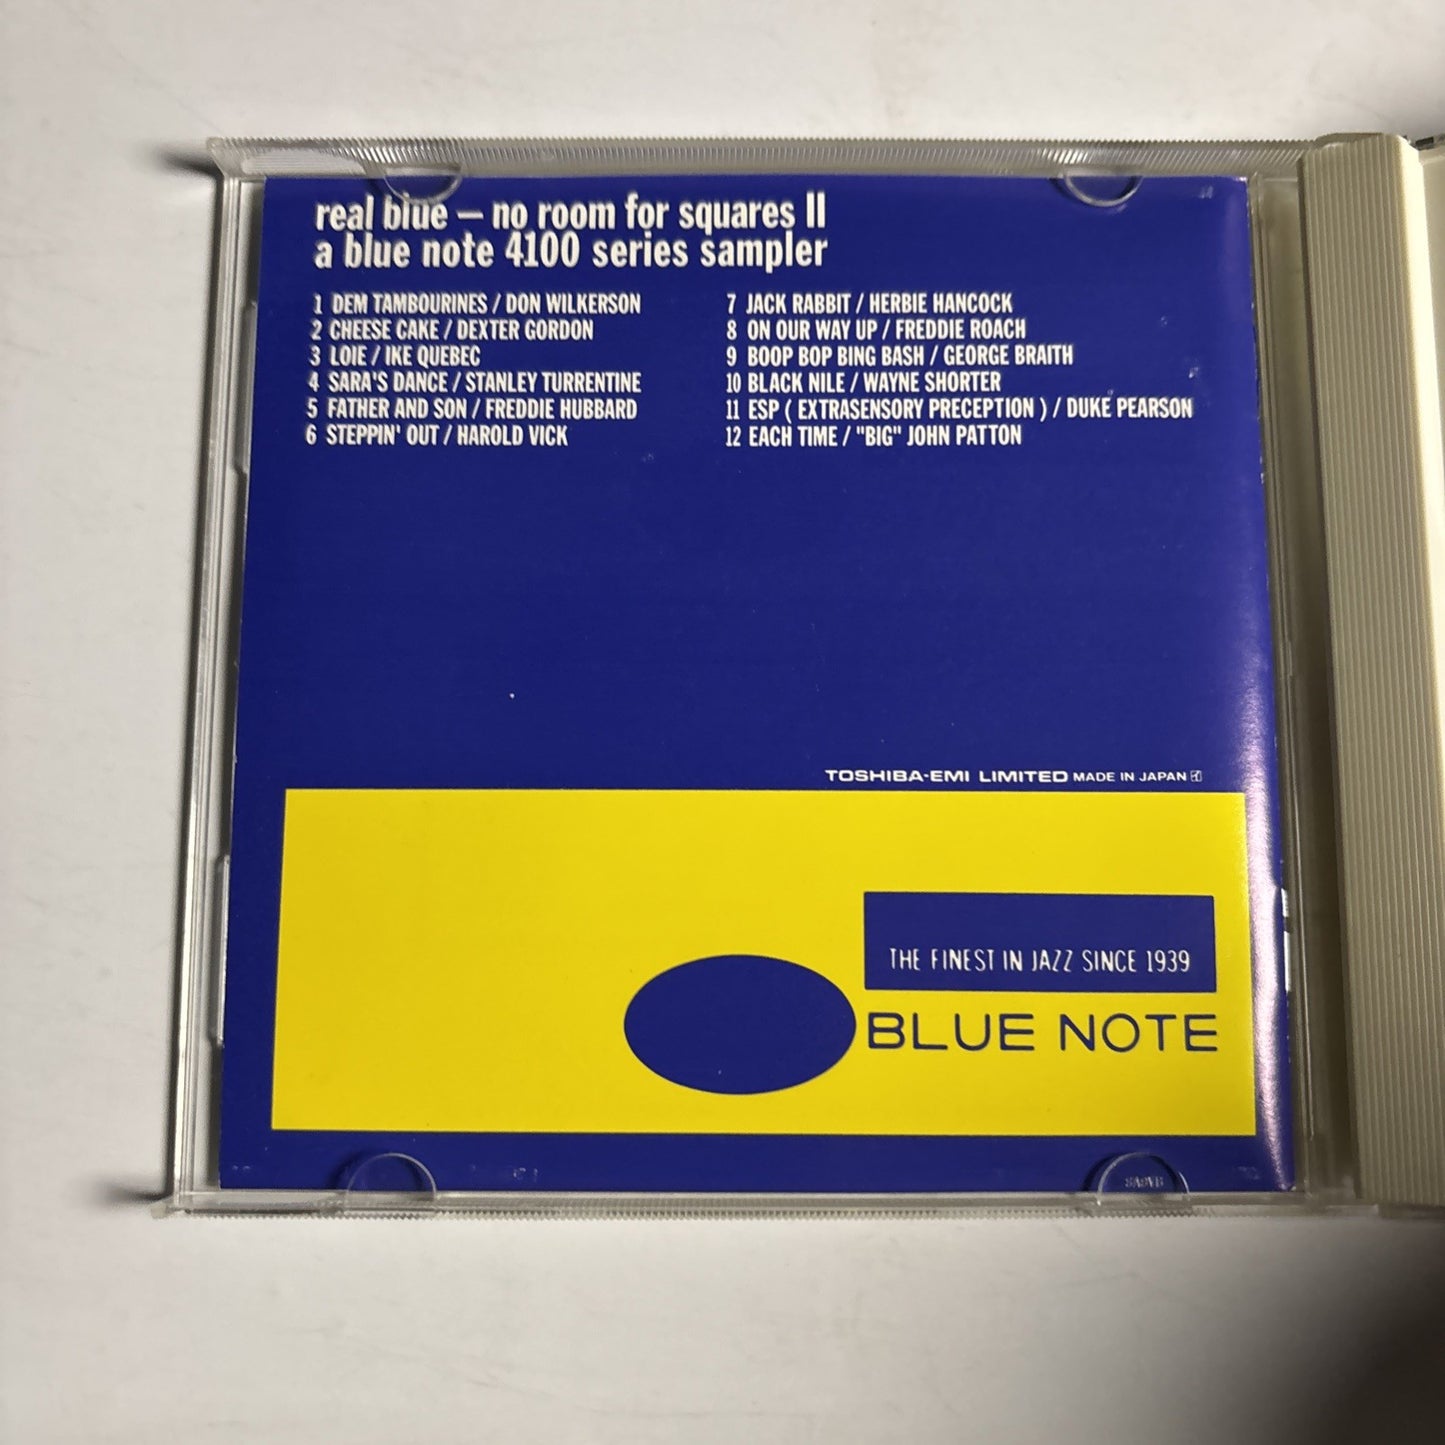 real blue – no room for squares II
a blue note 4100 series sampler
1 DEM TAMBOURINES / DON WILKERSON
2 CHEESE CAKE / DEXTER GORDON
3 LOIE / IKE QUEBEC
4 SARA'S DANCE / STANLEY TURRENTINE
5 FATHER AND SON / FREDDIE HUBBARD
6 STEPPIN' OUT / HAROLD VICK
7 JACK RABBIT / HERBIE HANCOCK
8 ON OUR WAY UP / FREDDIE ROACH
9 BOOP BOP BING BASH / GEORGE BRAITH
10 BLACK NILE / WAYNE SHORTER
11 ESP ( EXTRASENSORY PRECEPTION ) / DUKE PEARSON
12 EACH TIME / "BIG" JOHN PATTON
TOSHIBA-EMI LIMITED MADE IN JAPAN
THE FINEST IN JAZZ SINCE 1939
BLUE NOTE